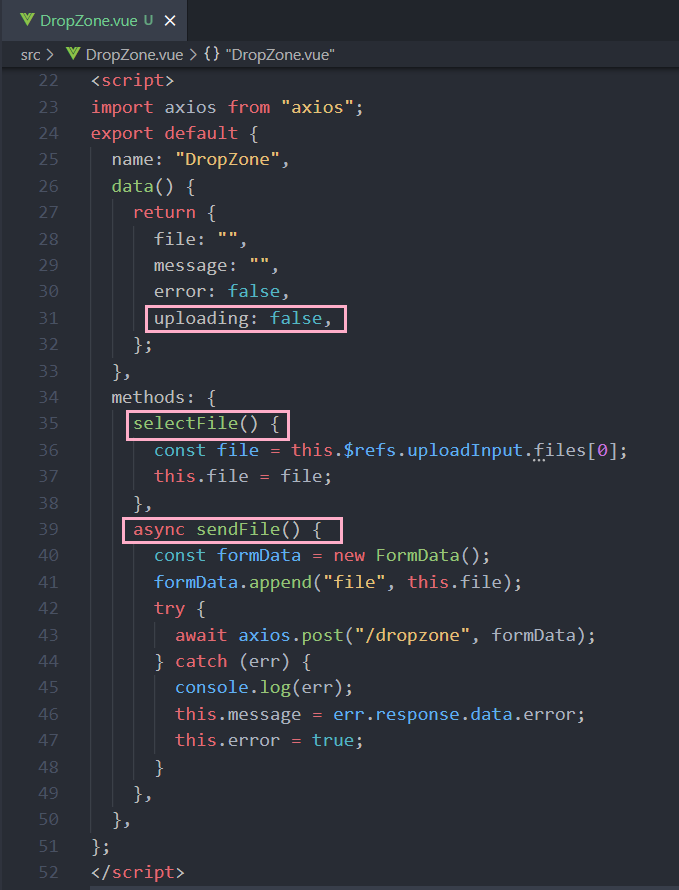 DropZone.vue U ×
src > DropZone.vue > {} "DropZone.vue"
22 <script>
23 import axios from "axios";
24 export default {
25   name: "DropZone",
26   data() {
27     return {
28       file: "",
29       message: "",
30       error: false,
31       uploading: false,
32     };
33   },
34   methods: {
35     selectFile() {
36       const file = this.$refs.uploadInput.files[0];
37       this.file = file;
38     },
39     async sendFile() {
40       const formData = new FormData();
41       formData.append("file", this.file);
42       try {
43         await axios.post("/dropzone", formData);
44       } catch (err) {
45         console.log(err);
46         this.message = err.response.data.error;
47         this.error = true;
48       }
49     },
50   },
51 };
52 </script>